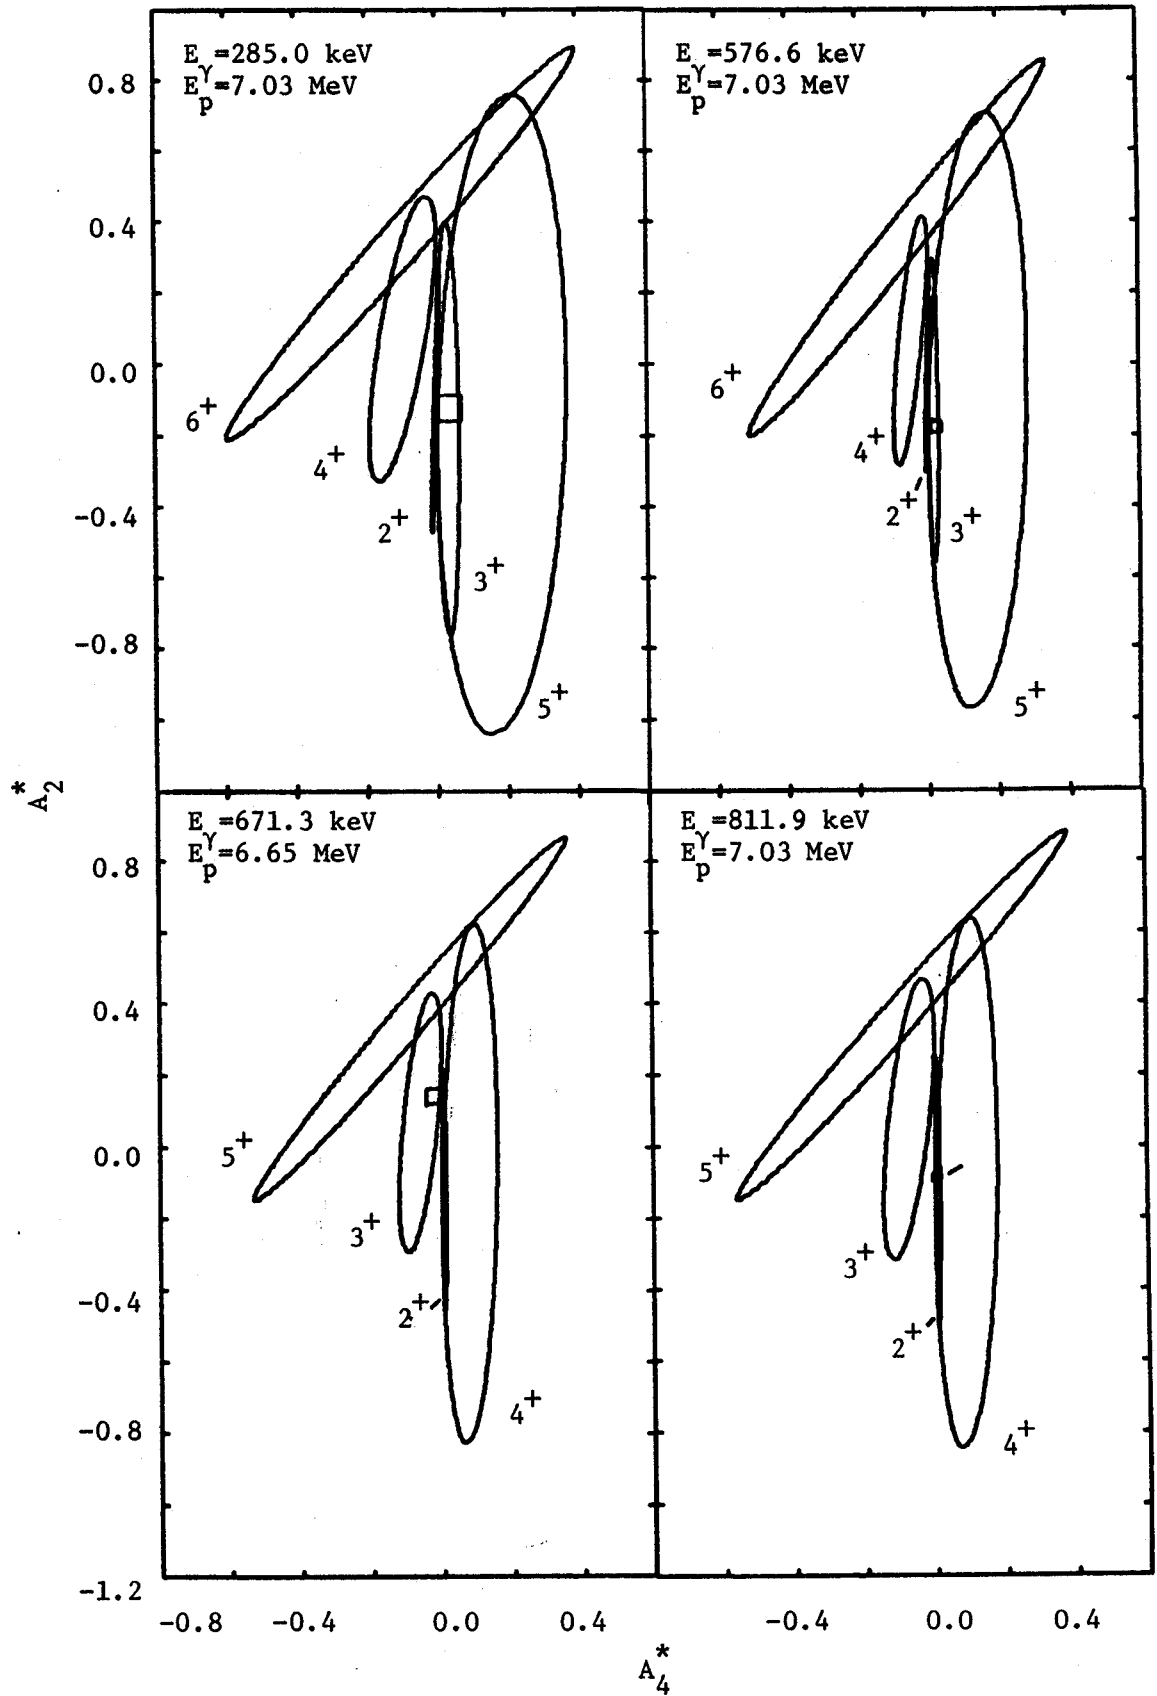 E_γ=285.0 keV
E_p=7.03 MeV
E_γ=576.6 keV
E_p=7.03 MeV
0.8
0.4
0.0
-0.4
-0.8
6+
4+
2+
3+
5+
6+
4+
2+
3+
5+
A₂*
E_γ=671.3 keV
E_p=6.65 MeV
E_γ=811.9 keV
E_p=7.03 MeV
0.8
0.4
0.0
-0.4
-0.8
-1.2
5+
3+
2+
4+
5+
3+
2+
4+
-0.8 -0.4 0.0 0.4 -0.4 0.0 0.4
A₄*